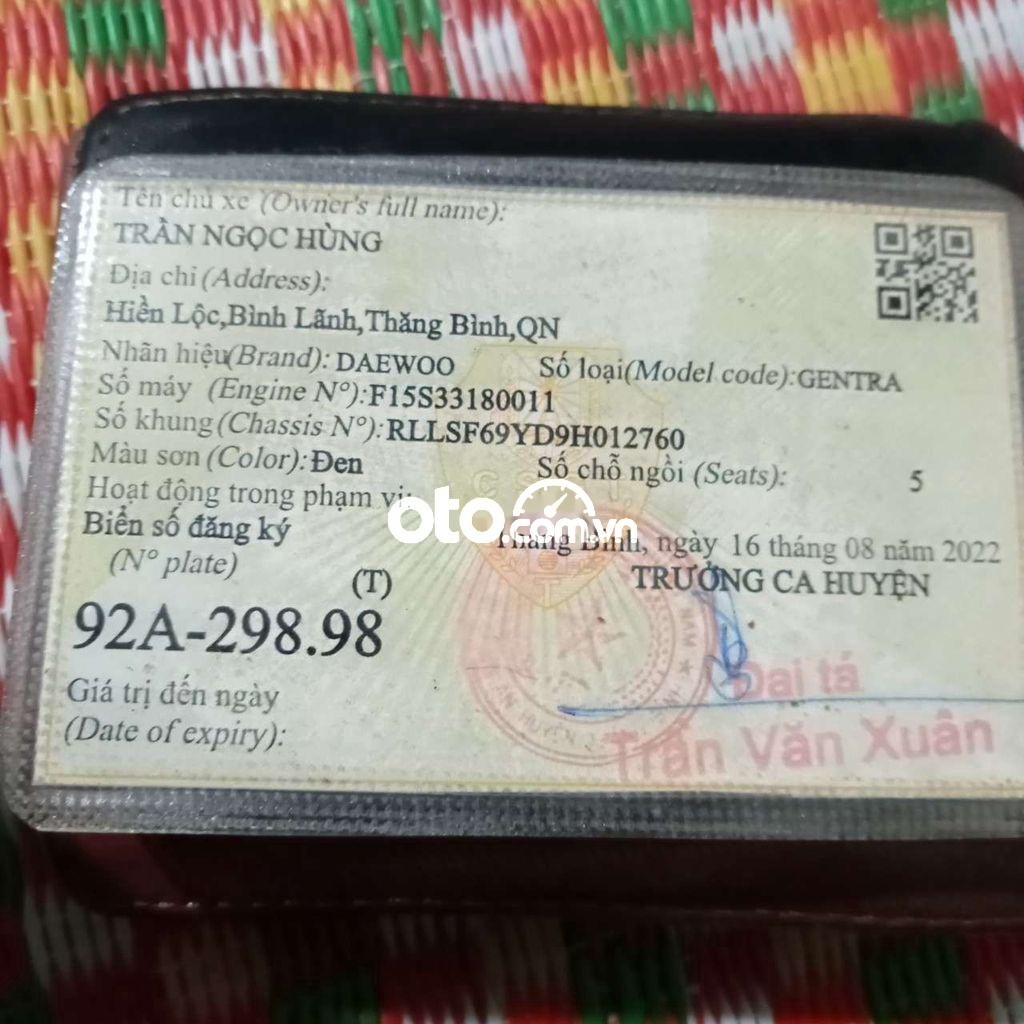 Tên chủ xe (Owner's full name):
TRẦN NGỌC HÙNG
Địa chỉ (Address):
Hiền Lộc,Bình Lãnh,Thăng Bình,QN
Nhãn hiệu(Brand): DAEWOO Số loại(Model code):GENTRA
Số máy (Engine N°):F15S33180011
Số khung (Chassis N°):RLLSF69YD9H012760
Màu sơn (Color):Đen Số chỗ ngồi (Seats): 5
Hoạt động trong phạm vi:
oto.com.vn
Biển số đăng ký Thăng Bình, ngày 16 tháng 08 năm 2022
(N° plate) TRƯỞNG CA HUYỆN
(T)
92A-298.98
Đại tá
Giá trị đến ngày
(Date of expiry):
Trần Văn Xuân